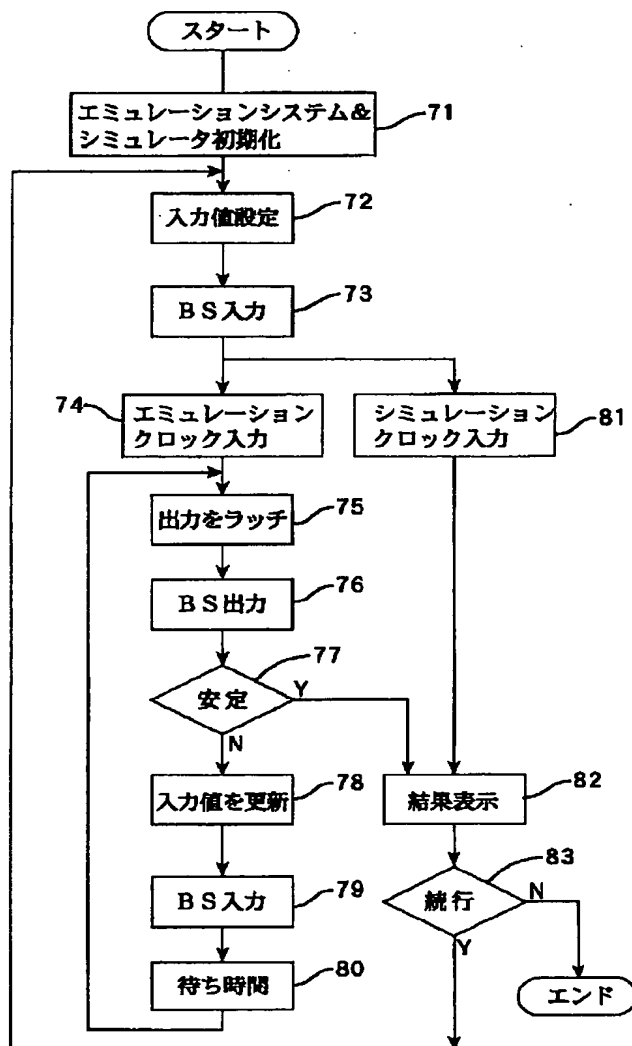 スタート
エミュレーションシステム&
シミュレータ初期化
71
入力値設定
72
BS入力
73
エミュレーション
クロック入力
74
シミュレーション
クロック入力
81
出力をラッチ
75
BS出力
76
安定
77
Y
N
入力値を更新
78
結果表示
82
BS入力
79
続行
83
N
Y
待ち時間
80
エンド